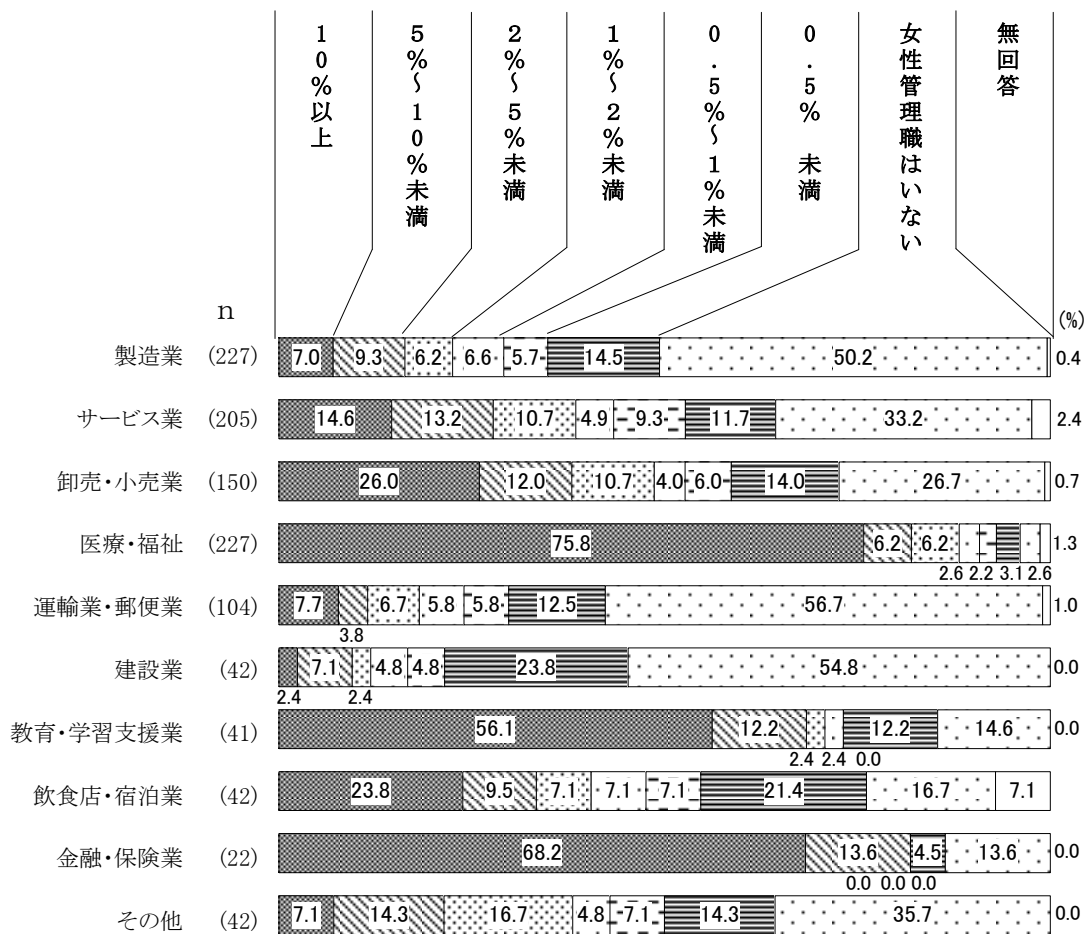 10%以上
5%~10%未満
2%~5%未満
1%~2%未満
0.5%~1%未満
0.5% 未満
女性管理職はいない
無回答
n
(%)
製造業 (227) 7.0 9.3 6.2 6.6 5.7 14.5 50.2 0.4
サービス業 (205) 14.6 13.2 10.7 4.9 9.3 11.7 33.2 2.4
卸売・小売業 (150) 26.0 12.0 10.7 4.0 6.0 14.0 26.7 0.7
医療・福祉 (227) 75.8 6.2 6.2 1.3
2.6 2.2 3.1 2.6
運輸業・郵便業 (104) 7.7 6.7 5.8 5.8 12.5 56.7 1.0
3.8
建設業 (42) 7.1 4.8 4.8 23.8 54.8 0.0
2.4 2.4
教育・学習支援業 (41) 56.1 12.2 12.2 14.6 0.0
2.4 2.4 0.0
飲食店・宿泊業 (42) 23.8 9.5 7.1 7.1 7.1 21.4 16.7 7.1
金融・保険業 (22) 68.2 13.6 4.5 13.6 0.0
0.0 0.0 0.0
その他 (42) 7.1 14.3 16.7 4.8 7.1 14.3 35.7 0.0